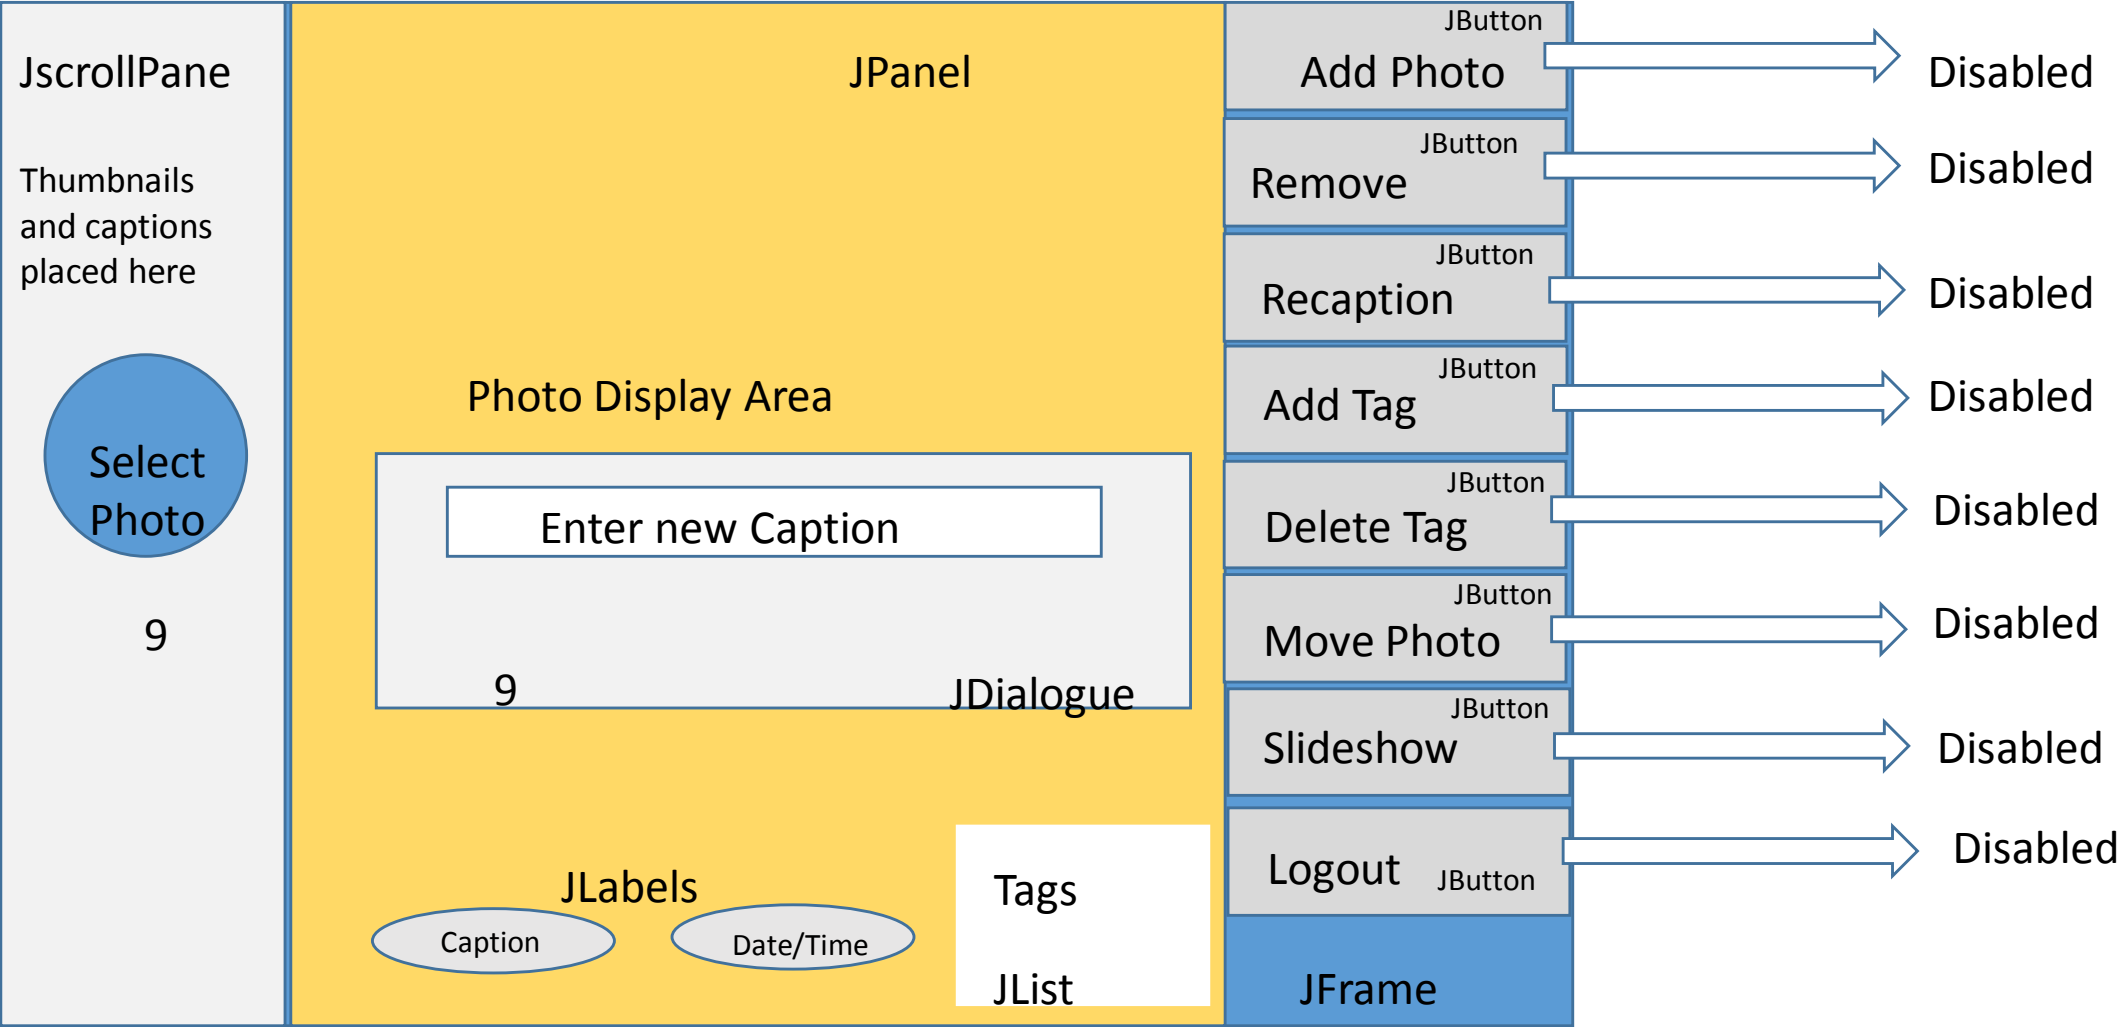 JscrollPane
Thumbnails
and captions
placed here
Select
Photo
9
JPanel
Photo Display Area
Enter new Caption
9
JDialogue
JLabels
Caption
Date/Time
Tags
JList
JButton
Add Photo
Disabled
JButton
Remove
Disabled
JButton
Recaption
Disabled
JButton
Add Tag
Disabled
JButton
Delete Tag
Disabled
JButton
Move Photo
Disabled
JButton
Slideshow
Disabled
Logout
JButton
Disabled
JFrame